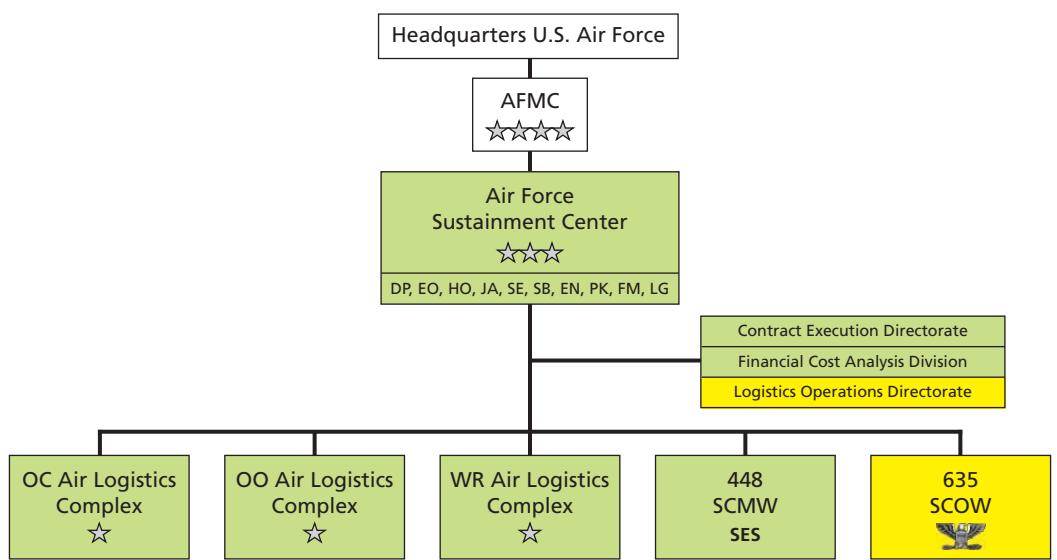 Headquarters U.S. Air Force
AFMC
Air Force
Sustainment Center
DP, EO, HO, JA, SE, SB, EN, PK, FM, LG
Contract Execution Directorate
Financial Cost Analysis Division
Logistics Operations Directorate
OC Air Logistics
Complex
OO Air Logistics
Complex
WR Air Logistics
Complex
448
SCMW
SES
635
SCOW